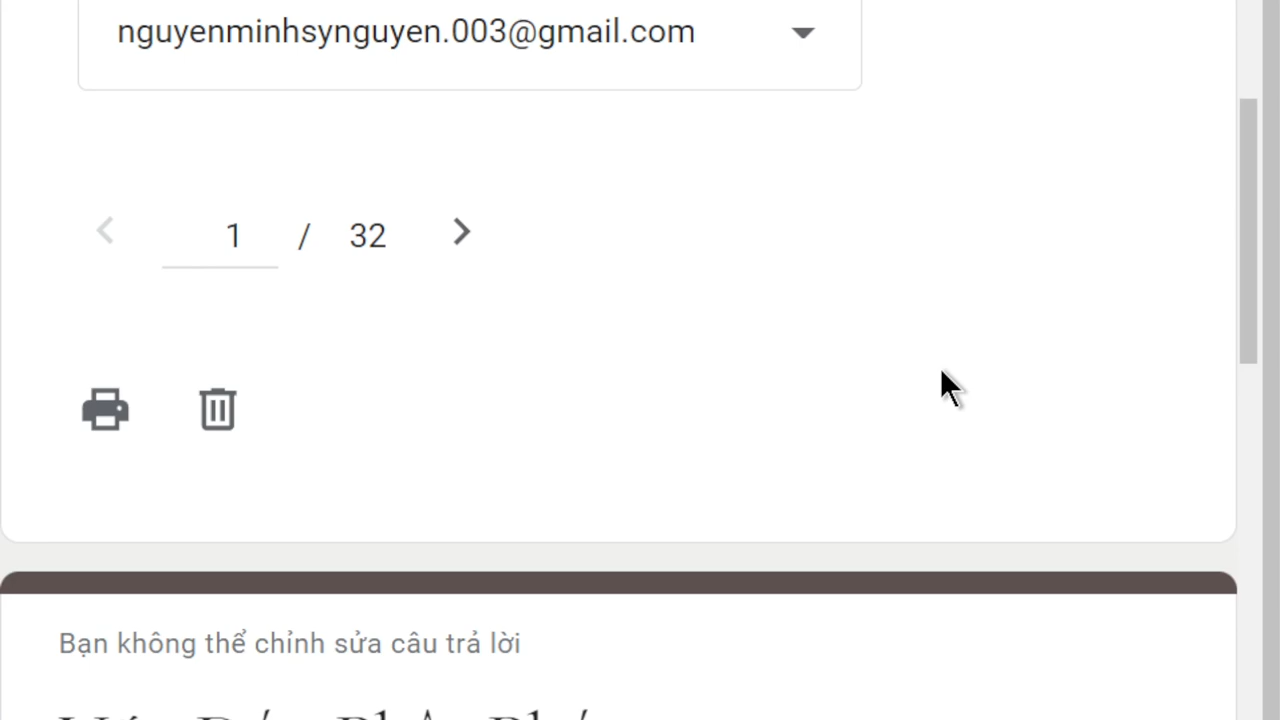 nguyenminhsynguyen.003@gmail.com
1 / 32
Bạn không thể chỉnh sửa câu trả lời